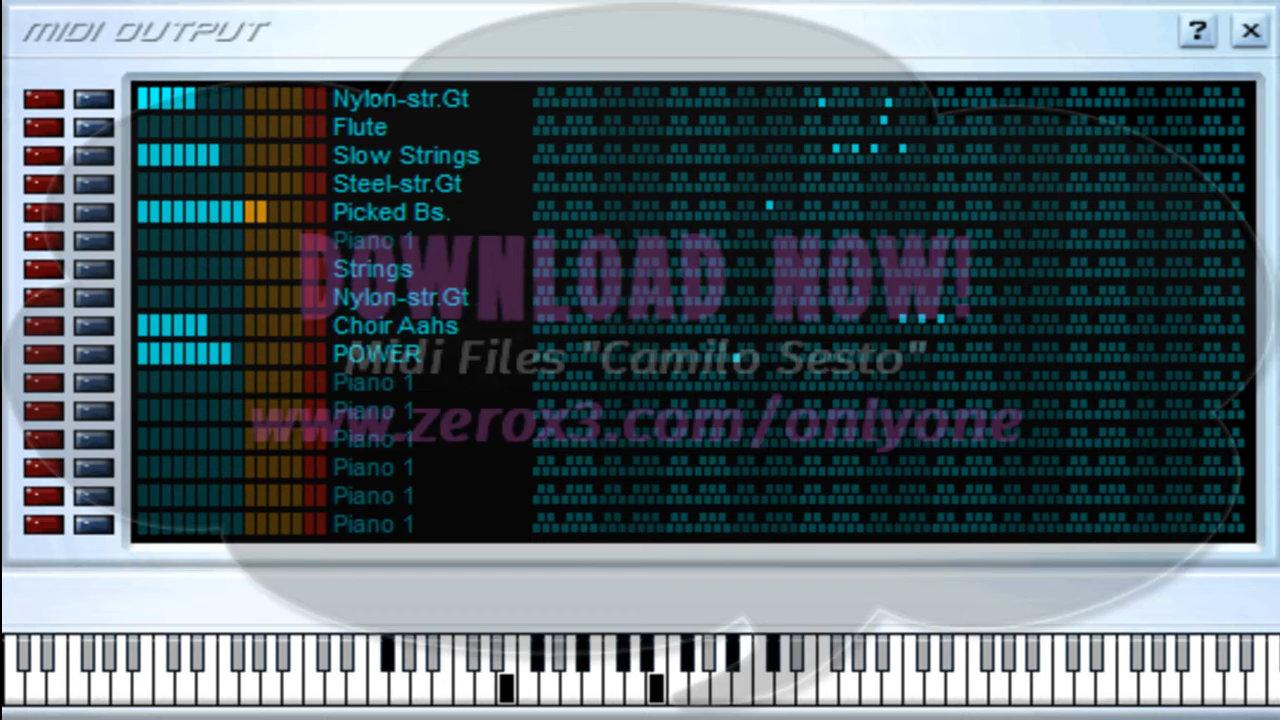 MIDI OUTPUT
? X
Nylon-str.Gt
Flute
Slow Strings
Steel-str.Gt
Picked Bs.
Piano 1
Strings
Nylon-str.Gt
Choir Aahs
POWER
Piano 1
Piano 1
Piano 1
Piano 1
Piano 1
Piano 1
DOWNLOAD NOW!
Midi Files "Camilo Sesto"
www.zerox3.com/onlyone